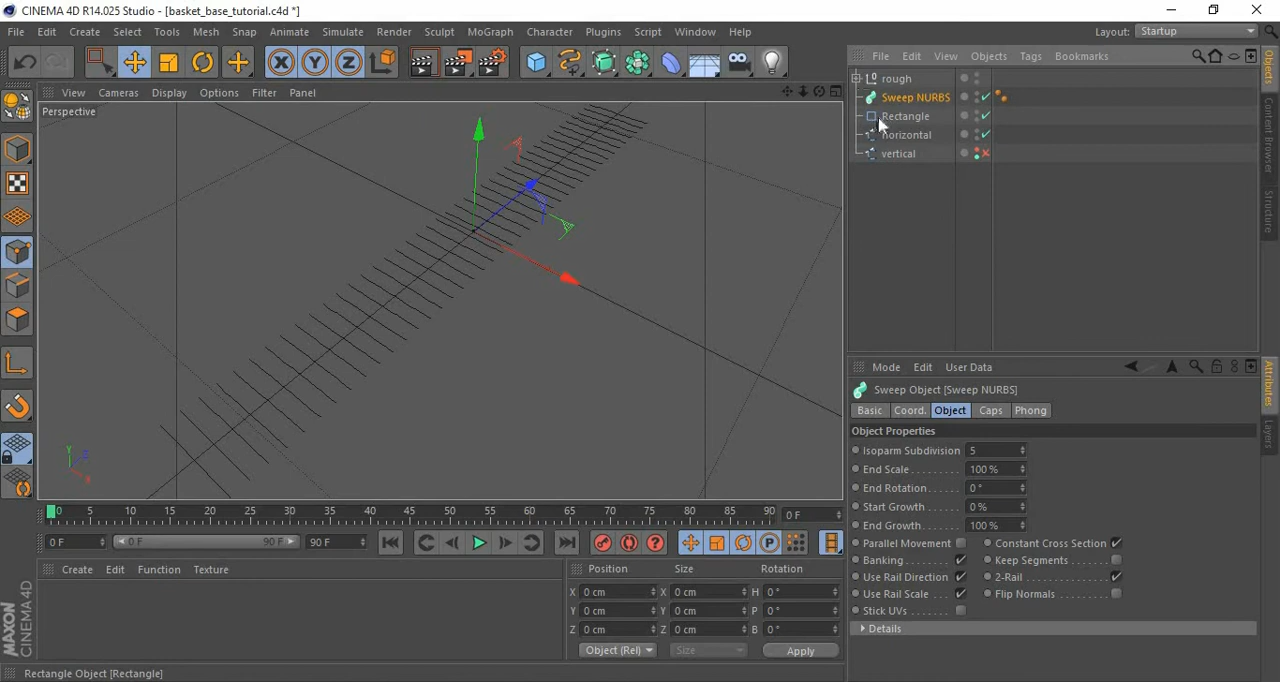 CINEMA 4D R14.025 Studio - [basket_base_tutorial.c4d *]
File Edit Create Select Tools Mesh Snap Animate Simulate Render Sculpt MoGraph Character Plugins Script Window Help Layout: Startup
X Y Z
File Edit View Objects Tags Bookmarks
View Cameras Display Options Filter Panel
Perspective
rough
Sweep NURBS
Rectangle
horizontal
vertical
Objects
Content Browser
Structure
Mode Edit User Data
Sweep Object [Sweep NURBS]
Basic Coord. Object Caps Phong
Object Properties
Isoparm Subdivision 5
End Scale 100 %
End Rotation 0 °
Start Growth 0 %
End Growth 100 %
Parallel Movement Constant Cross Section
Banking Keep Segments
Use Rail Direction 2-Rail
Use Rail Scale Flip Normals
Stick UVs
Details
Attributes
Layers
Y Z X
0 5 10 15 20 25 30 35 40 45 50 55 60 65 70 75 80 85 90 0 F
0 F 0 F 90 F 90 F
Create Edit Function Texture
Position Size Rotation
X 0 cm X 0 cm H 0 °
Y 0 cm Y 0 cm P 0 °
Z 0 cm Z 0 cm B 0 °
Object (Rel) Size Apply
MAXON
CINEMA 4D
Rectangle Object [Rectangle]